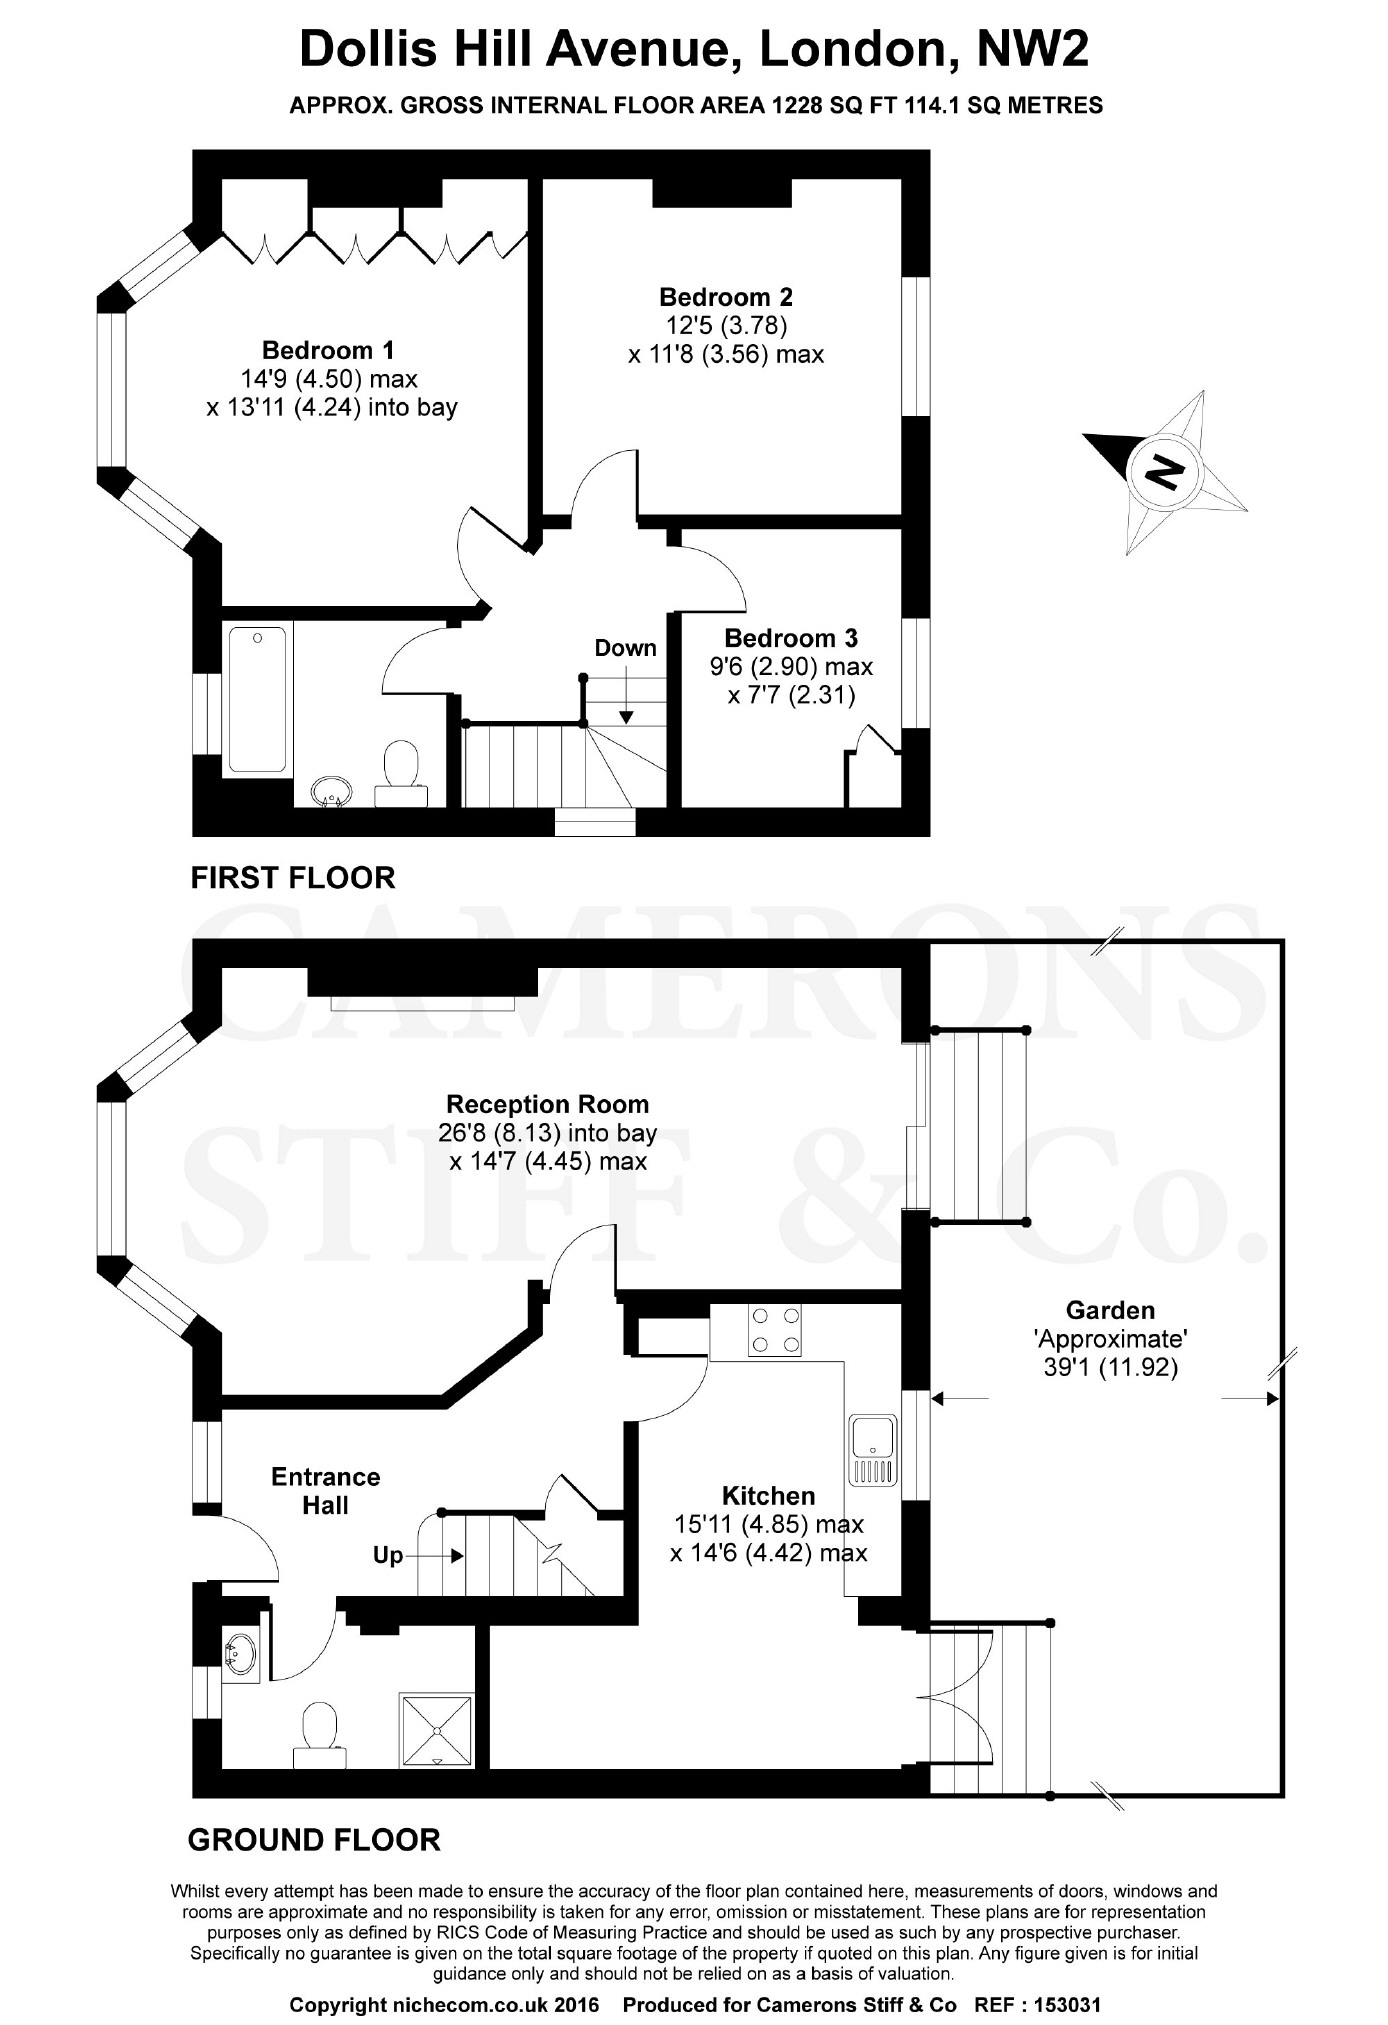 Dollis Hill Avenue, London, NW2
APPROX. GROSS INTERNAL FLOOR AREA 1228 SQ FT 114.1 SQ METRES
Bedroom 1
14'9 (4.50) max
x 13'11 (4.24) into bay
Bedroom 2
12'5 (3.78)
x 11'8 (3.56) max
N
Down
Bedroom 3
9'6 (2.90) max
x 7'7 (2.31)
FIRST FLOOR
CAMERONS
STIFF & Co.
Reception Room
26'8 (8.13) into bay
x 14'7 (4.45) max
Garden
'Approximate'
39'1 (11.92)
Entrance
Hall
Up
Kitchen
15'11 (4.85) max
x 14'6 (4.42) max
GROUND FLOOR
Whilst every attempt has been made to ensure the accuracy of the floor plan contained here, measurements of doors, windows and
rooms are approximate and no responsibility is taken for any error, omission or misstatement. These plans are for representation
purposes only as defined by RICS Code of Measuring Practice and should be used as such by any prospective purchaser.
Specifically no guarantee is given on the total square footage of the property if quoted on this plan. Any figure given is for initial
guidance only and should not be relied on as a basis of valuation.
Copyright nichecom.co.uk 2016 Produced for Camerons Stiff & Co REF : 153031